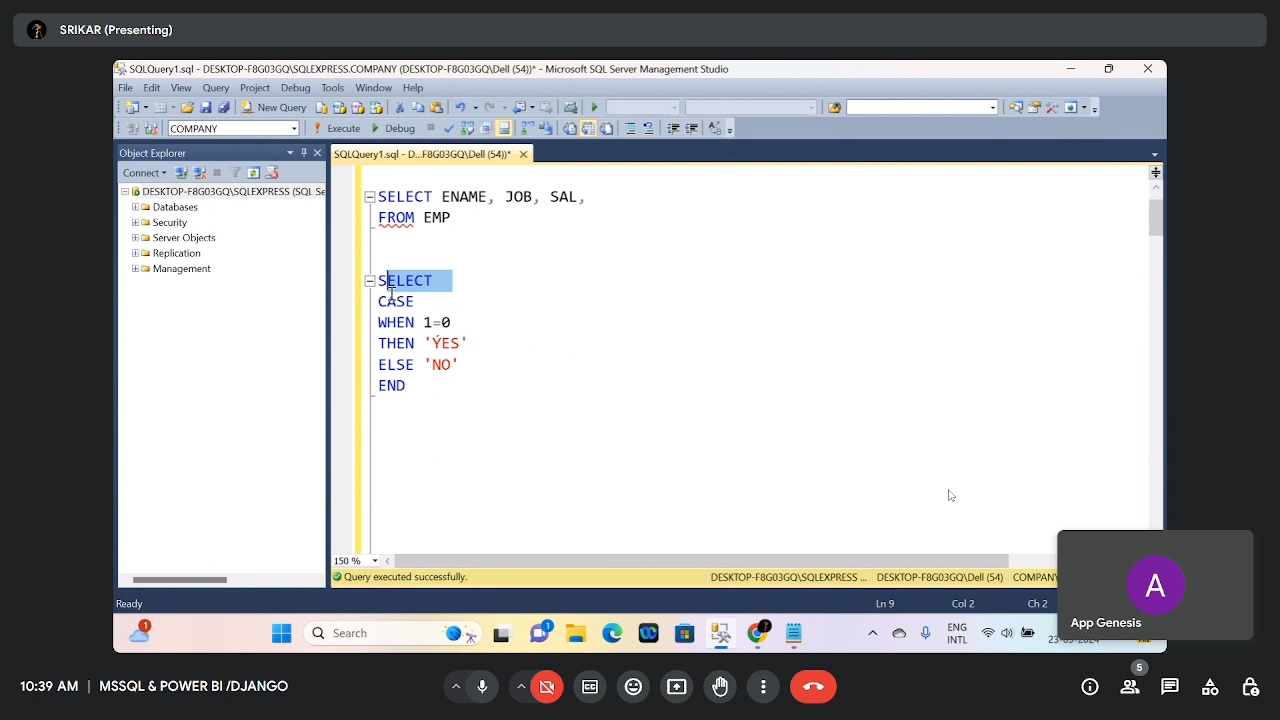 SRIKAR (Presenting)
SQLQuery1.sql - DESKTOP-F8G03GQ\SQLEXPRESS.COMPANY (DESKTOP-F8G03GQ\Dell (54))* - Microsoft SQL Server Management Studio
File Edit View Query Project Debug Tools Window Help
New Query
COMPANY Execute Debug
Object Explorer
SQLQuery1.sql - D...F8G03GQ\Dell (54))*
Connect
DESKTOP-F8G03GQ\SQLEXPRESS (SQL Se
Databases
Security
Server Objects
Replication
Management
SELECT ENAME, JOB, SAL,
FROM EMP
SELECT
CASE
WHEN 1=0
THEN 'ÝES'
ELSE 'NO'
END
150 %
Query executed successfully. DESKTOP-F8G03GQ\SQLEXPRESS ... DESKTOP-F8G03GQ\Dell (54) COMPANY
Ready Ln 9 Col 2 Ch 2
A
App Genesis
1
Search
1
ENG
INTL
10:39 AM | MSSQL & POWER BI /DJANGO
5